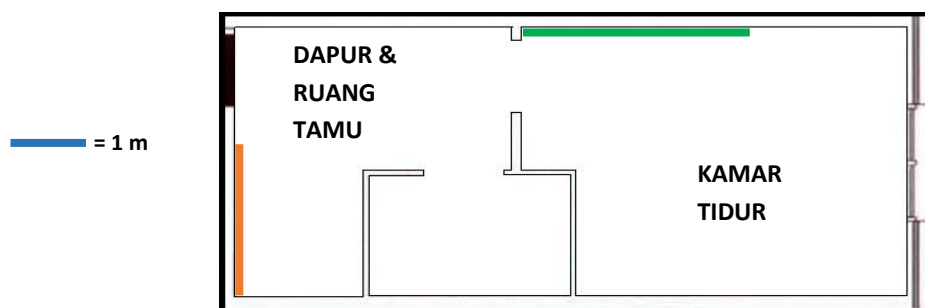 DAPUR &
RUANG
TAMU
= 1 m
KAMAR
TIDUR